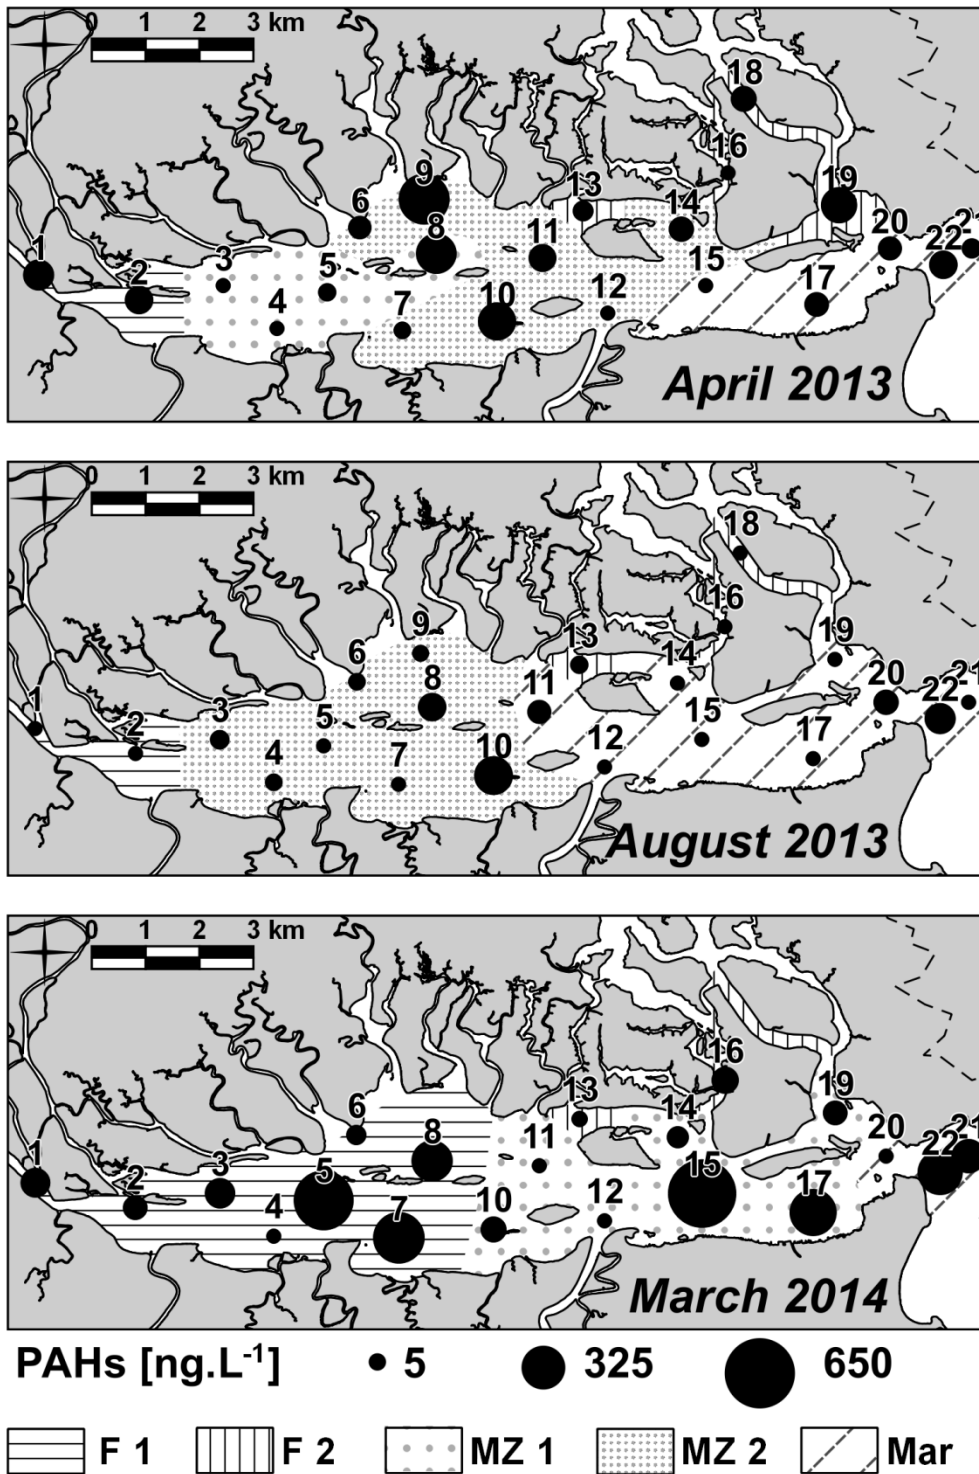 0 1 2 3 km
18
16
9 13 19
6 8 14 20 21
1 11 22
2 3 5 15
4 7 10 12 17
April 2013
0 1 2 3 km
18
16
9 13 19
6 8 14 20 21
1 11 22
2 3 5 15
4 7 10 12 17
August 2013
0 1 2 3 km
16
13 19
6 8 14 20 21
1 11 22
2 3 5 15
4 7 10 12 17
March 2014
PAHs [ng.L⁻¹] 5 325 650
F 1 F 2 MZ 1 MZ 2 Mar